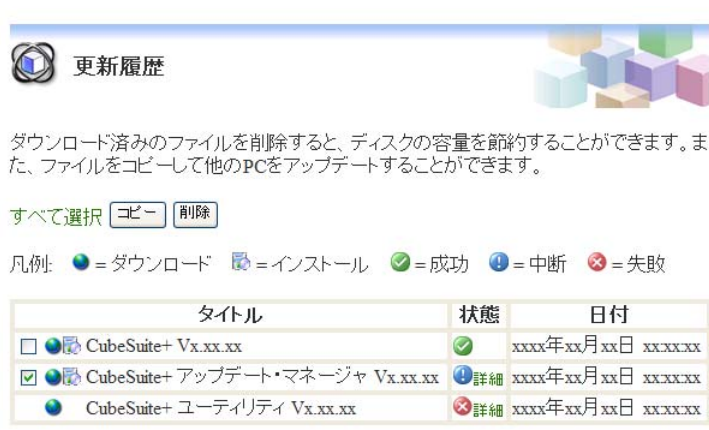 更新履歴
ダウンロード済みのファイルを削除すると、ディスクの容量を節約することができます。ま
た、ファイルをコピーして他のPCをアップデートすることができます。
すべて選択 コピー 削除
凡例: =ダウンロード =インストール =成功 =中断 =失敗
タイトル 状態 日付
CubeSuite+ Vx.xx.xx xxxx年xx月xx日 xx:xx:xx
CubeSuite+ アップデート・マネージャ Vx.xx.xx 詳細 xxxx年xx月xx日 xx:xx:xx
CubeSuite+ ユーティリティ Vx.xx.xx 詳細 xxxx年xx月xx日 xx:xx:xx